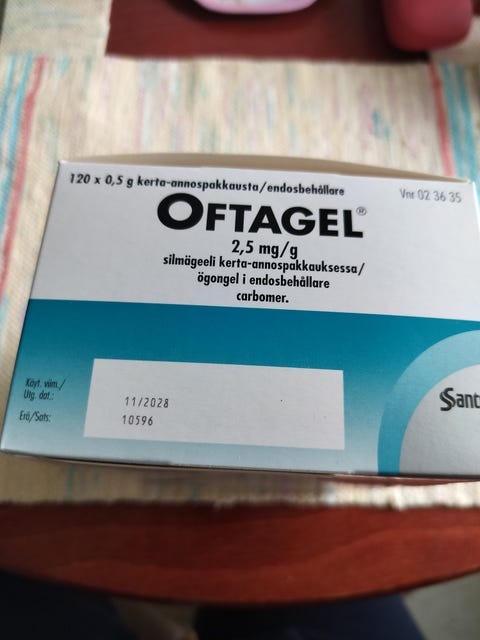 120 x 0,5 g kerta-annospakkausta/endosbehållare
Vnr 02 36 35
OFTAGEL®
2,5 mg/g
silmägeeli kerta-annospakkauksessa/
ögongel i endosbehållare
carbomer.
Käyt. viim./
Utg. dat.:
11/2028
Erä/Sats:
10596
Sant